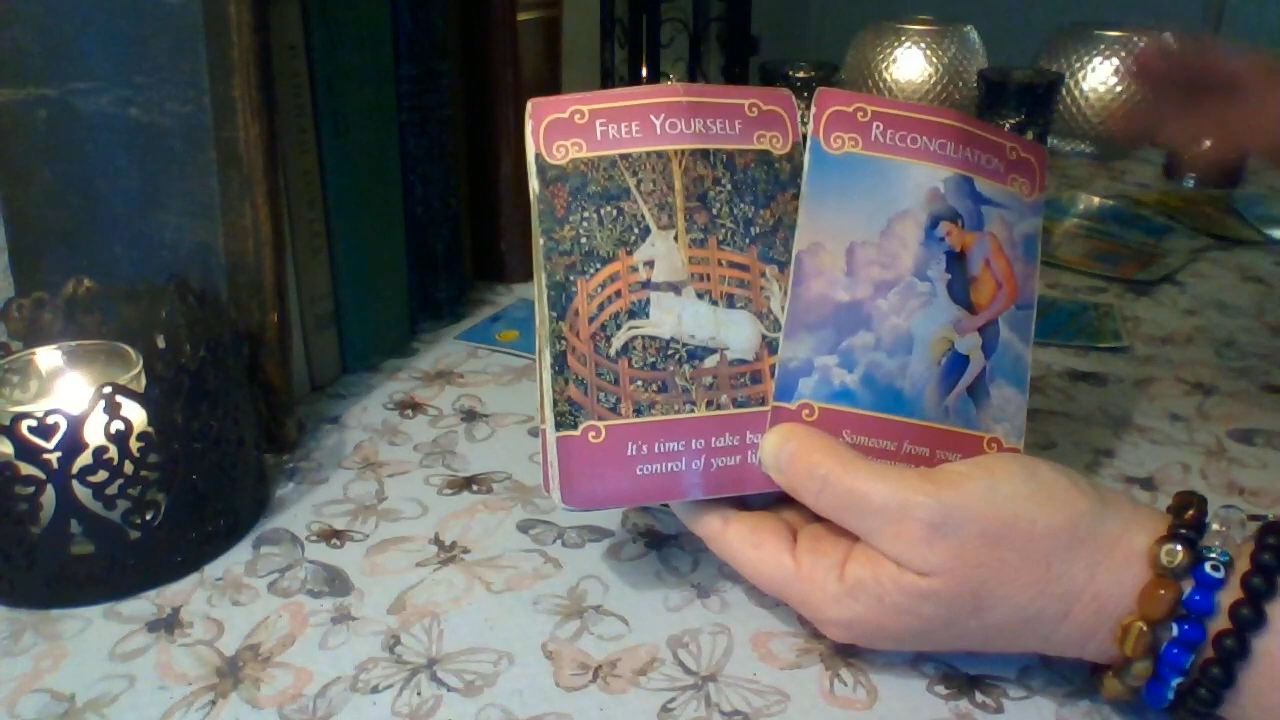 FREE YOURSELF
It's time to take
control of your
RECONCILIATION
Someone from your